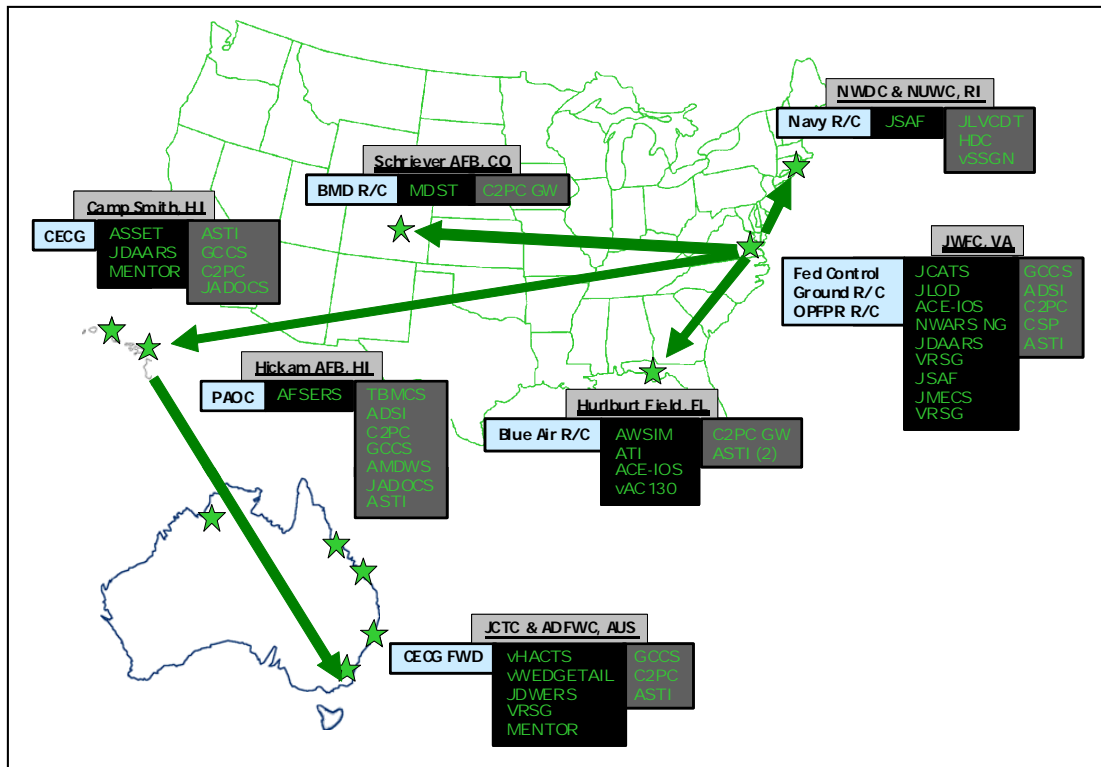 NWDC & NUWC, RI
Navy R/C
JSAF
JLVCDT
HDC
vSSGN
Schriever AFB, CO
BMD R/C
MDST
C2PC GW
Camp Smith, HI
CECG
ASSET
JDAARS
MENTOR
ASTI
GCCS
C2PC
JADOCS
JWFC, VA
Fed Control
Ground R/C
OPFPR R/C
JCATS
JLOD
ACE-IOS
NWARS NG
JDAARS
VRSG
JSAF
JMECS
VRSG
GCCS
ADSI
C2PC
CSP
ASTI
Hickam AFB, HI
PAOC
AFSERS
TBMCS
ADSI
C2PC
GCCS
AMDWS
JADOCS
ASTI
Hurlburt Field, FL
Blue Air R/C
AWSIM
ATI
ACE-IOS
vAC130
C2PC GW
ASTI (2)
JCTC & ADFWC, AUS
CECG FWD
vHACTS
vWEDGETAIL
JDWERS
VRSG
MENTOR
GCCS
C2PC
ASTI